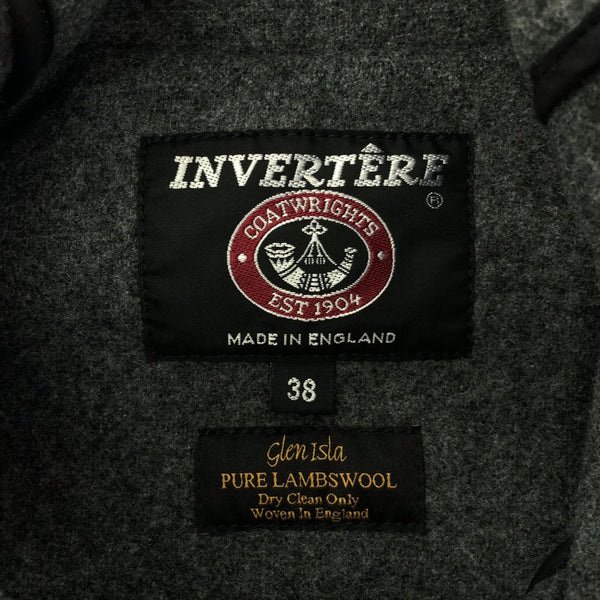 INVERTÊRE
®
COATWRIGHTS
EST 1904
MADE IN ENGLAND
38
Glen Isla
PURE LAMBSWOOL
Dry Clean Only
Woven In England